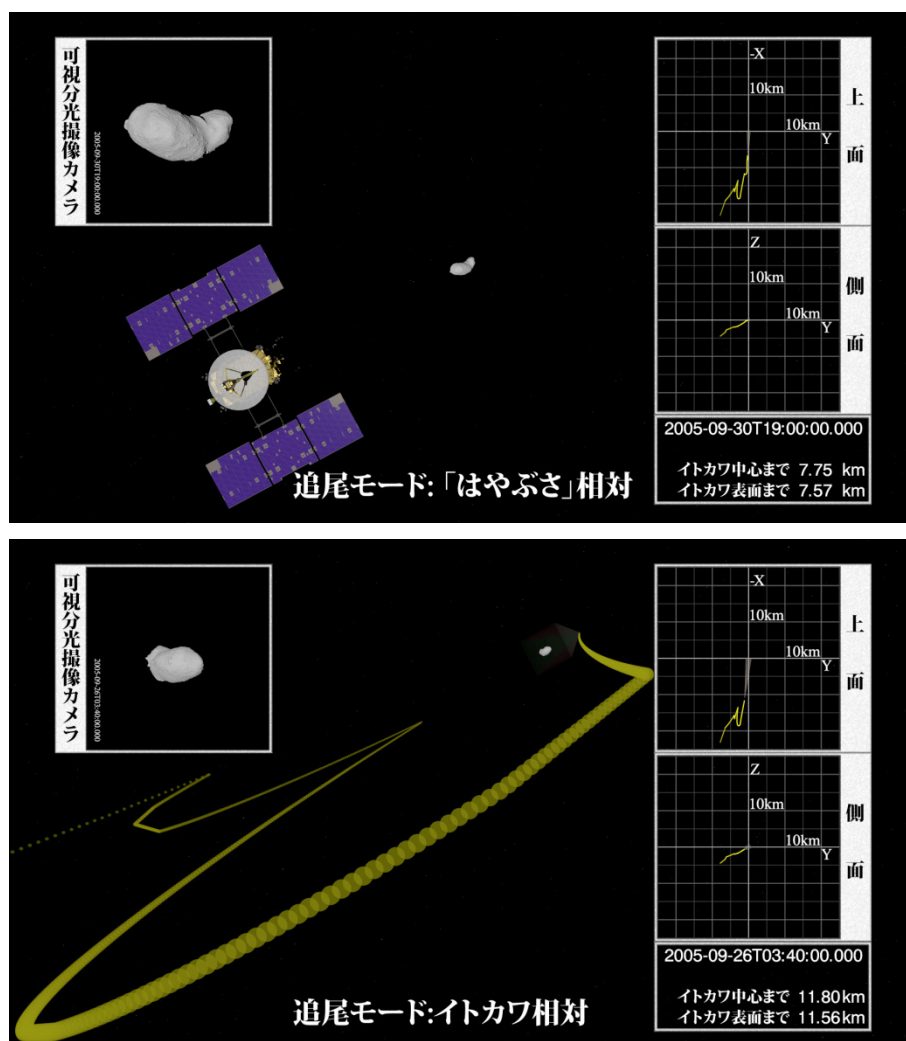 可視分光撮像カメラ
2005-09-30T19:00:00.000
-X
10km
10km
Y
上面
Z
10km
10km
Y
側面
2005-09-30T19:00:00.000
イトカワ中心まで 7.75 km
イトカワ表面まで 7.57 km
追尾モード:「はやぶさ」相対
可視分光撮像カメラ
2005-09-26T03:40:00.000
-X
10km
10km
Y
上面
Z
10km
10km
Y
側面
2005-09-26T03:40:00.000
イトカワ中心まで 11.80km
イトカワ表面まで 11.56km
追尾モード:イトカワ相対